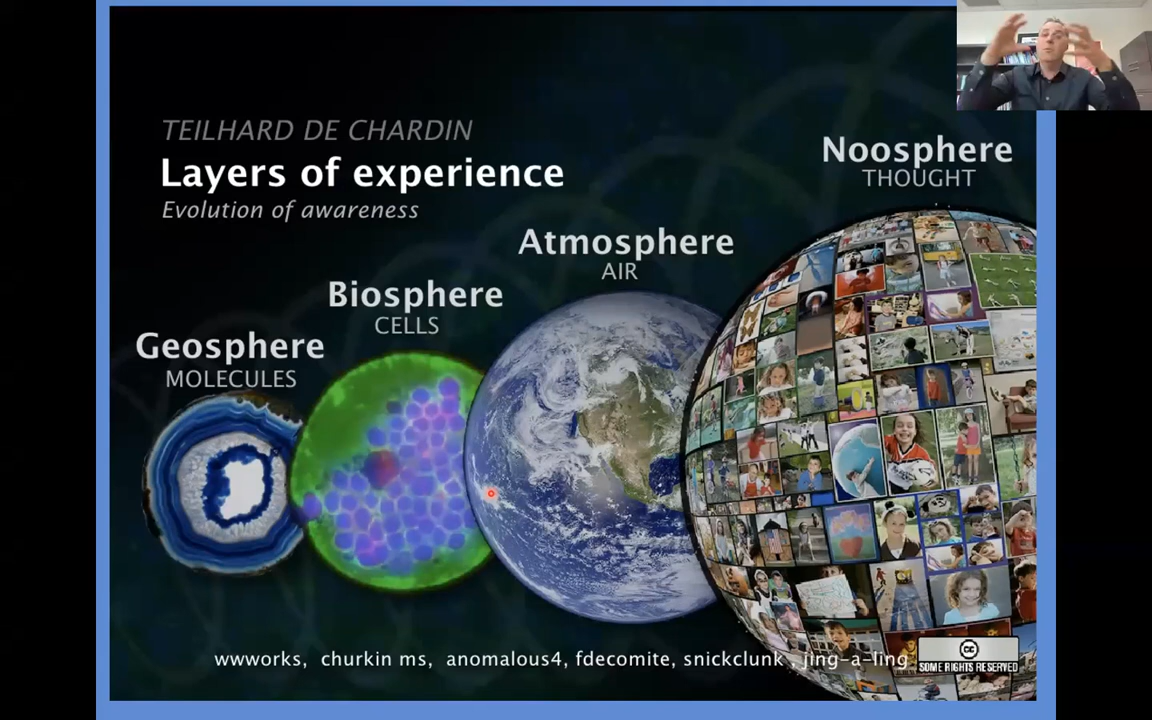 TEILHARD DE CHARDIN
Layers of experience
Evolution of awareness
Noosphere
THOUGHT
Atmosphere
AIR
Biosphere
CELLS
Geosphere
MOLECULES
wwworks, churkin ms, anomalous4, fdecomite, snickclunk , jing-a-ling
cc
SOME RIGHTS RESERVED